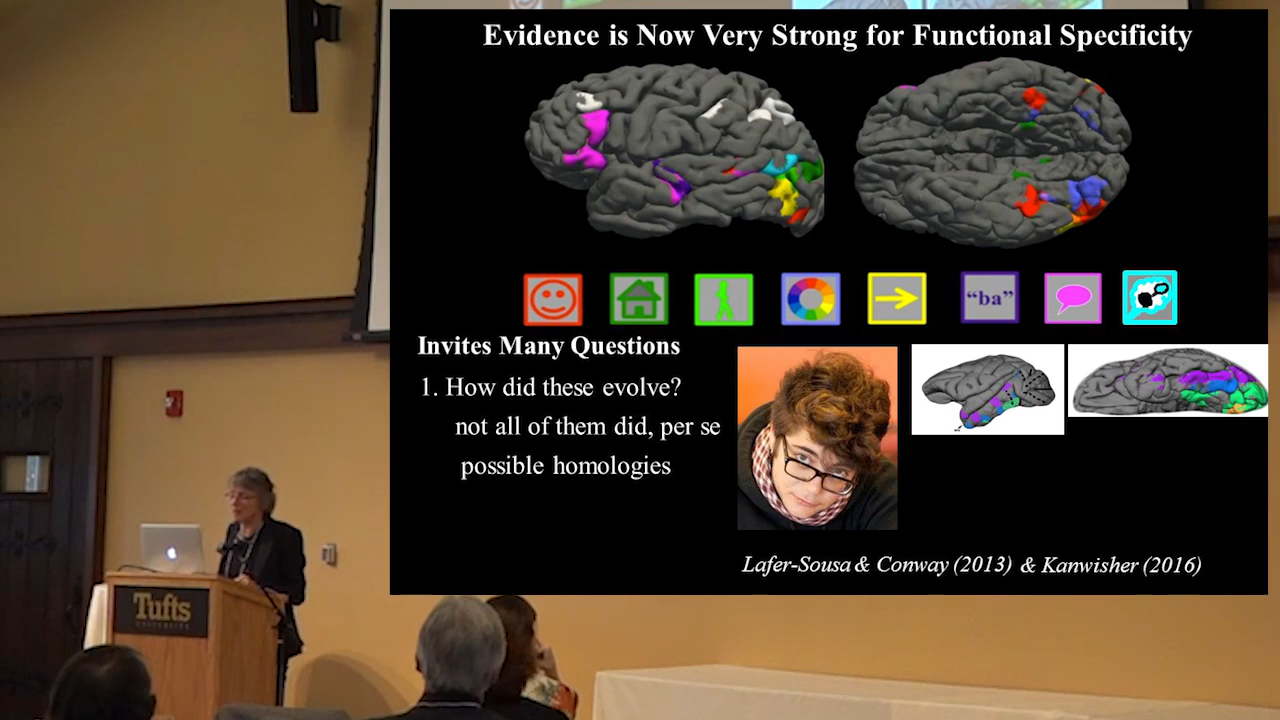 Evidence is Now Very Strong for Functional Specificity
"ba"
Invites Many Questions
1. How did these evolve?
not all of them did, per se
possible homologies
Lafer-Sousa & Conway (2013) & Kanwisher (2016)
Tufts
UNIVERSITY